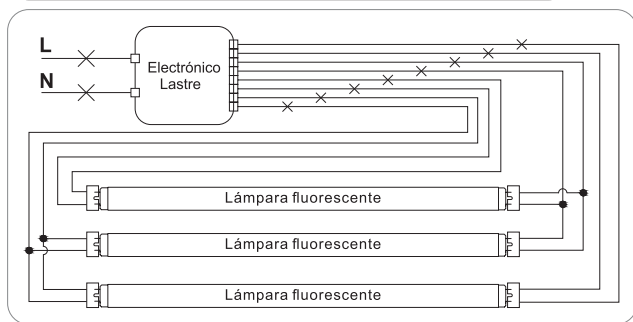 L
N
Electrónico
Lastre
Lámpara fluorescente
Lámpara fluorescente
Lámpara fluorescente